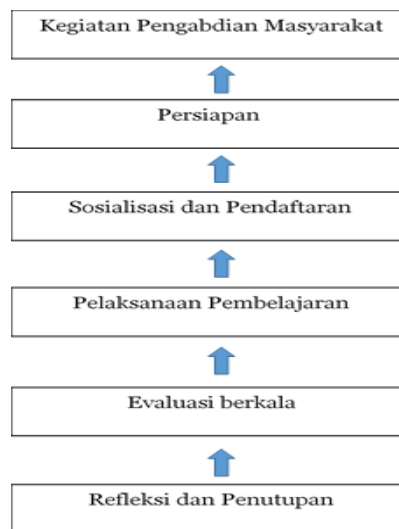 Kegiatan Pengabdian Masyarakat
Persiapan
Sosialisasi dan Pendaftaran
Pelaksanaan Pembelajaran
Evaluasi berkala
Refleksi dan Penutupan